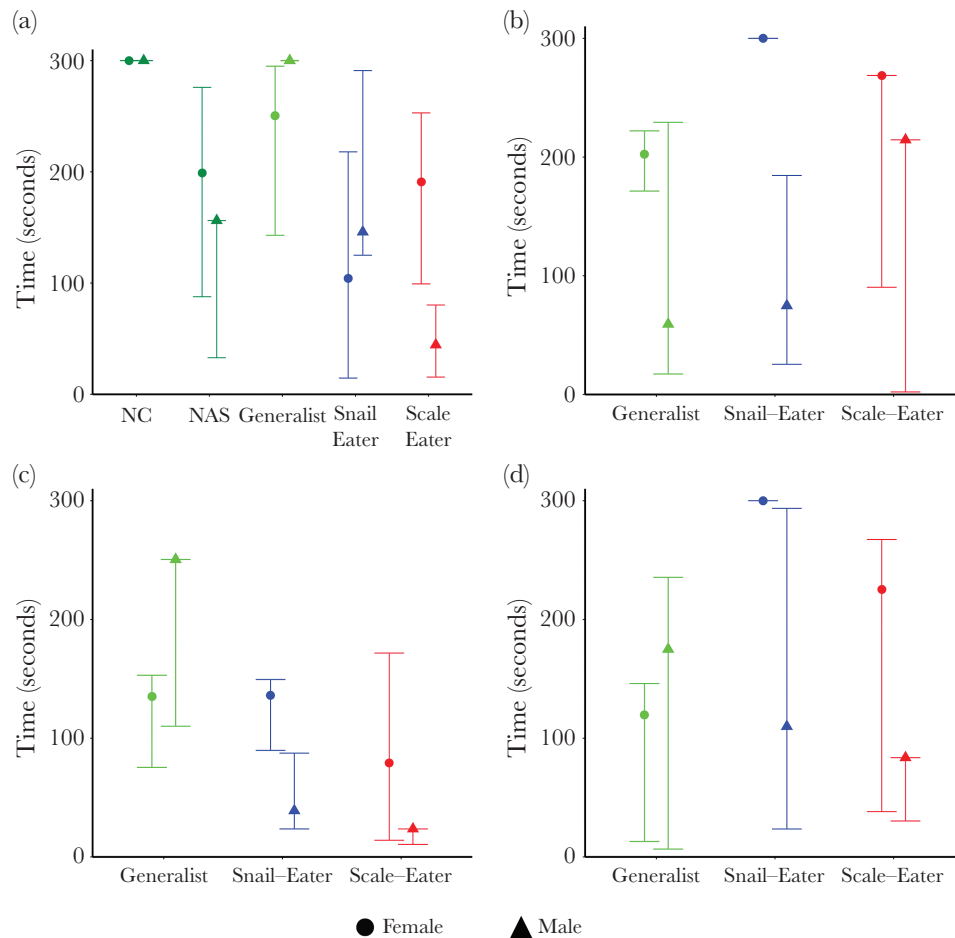 (a)
Time (seconds)
300
200
100
0
NC NAS Generalist Snail Eater Scale Eater
(b)
Time (seconds)
300
200
100
0
Generalist Snail–Eater Scale–Eater
(c)
Time (seconds)
300
200
100
0
Generalist Snail–Eater Scale–Eater
(d)
Time (seconds)
300
200
100
0
Generalist Snail–Eater Scale–Eater
Female Male